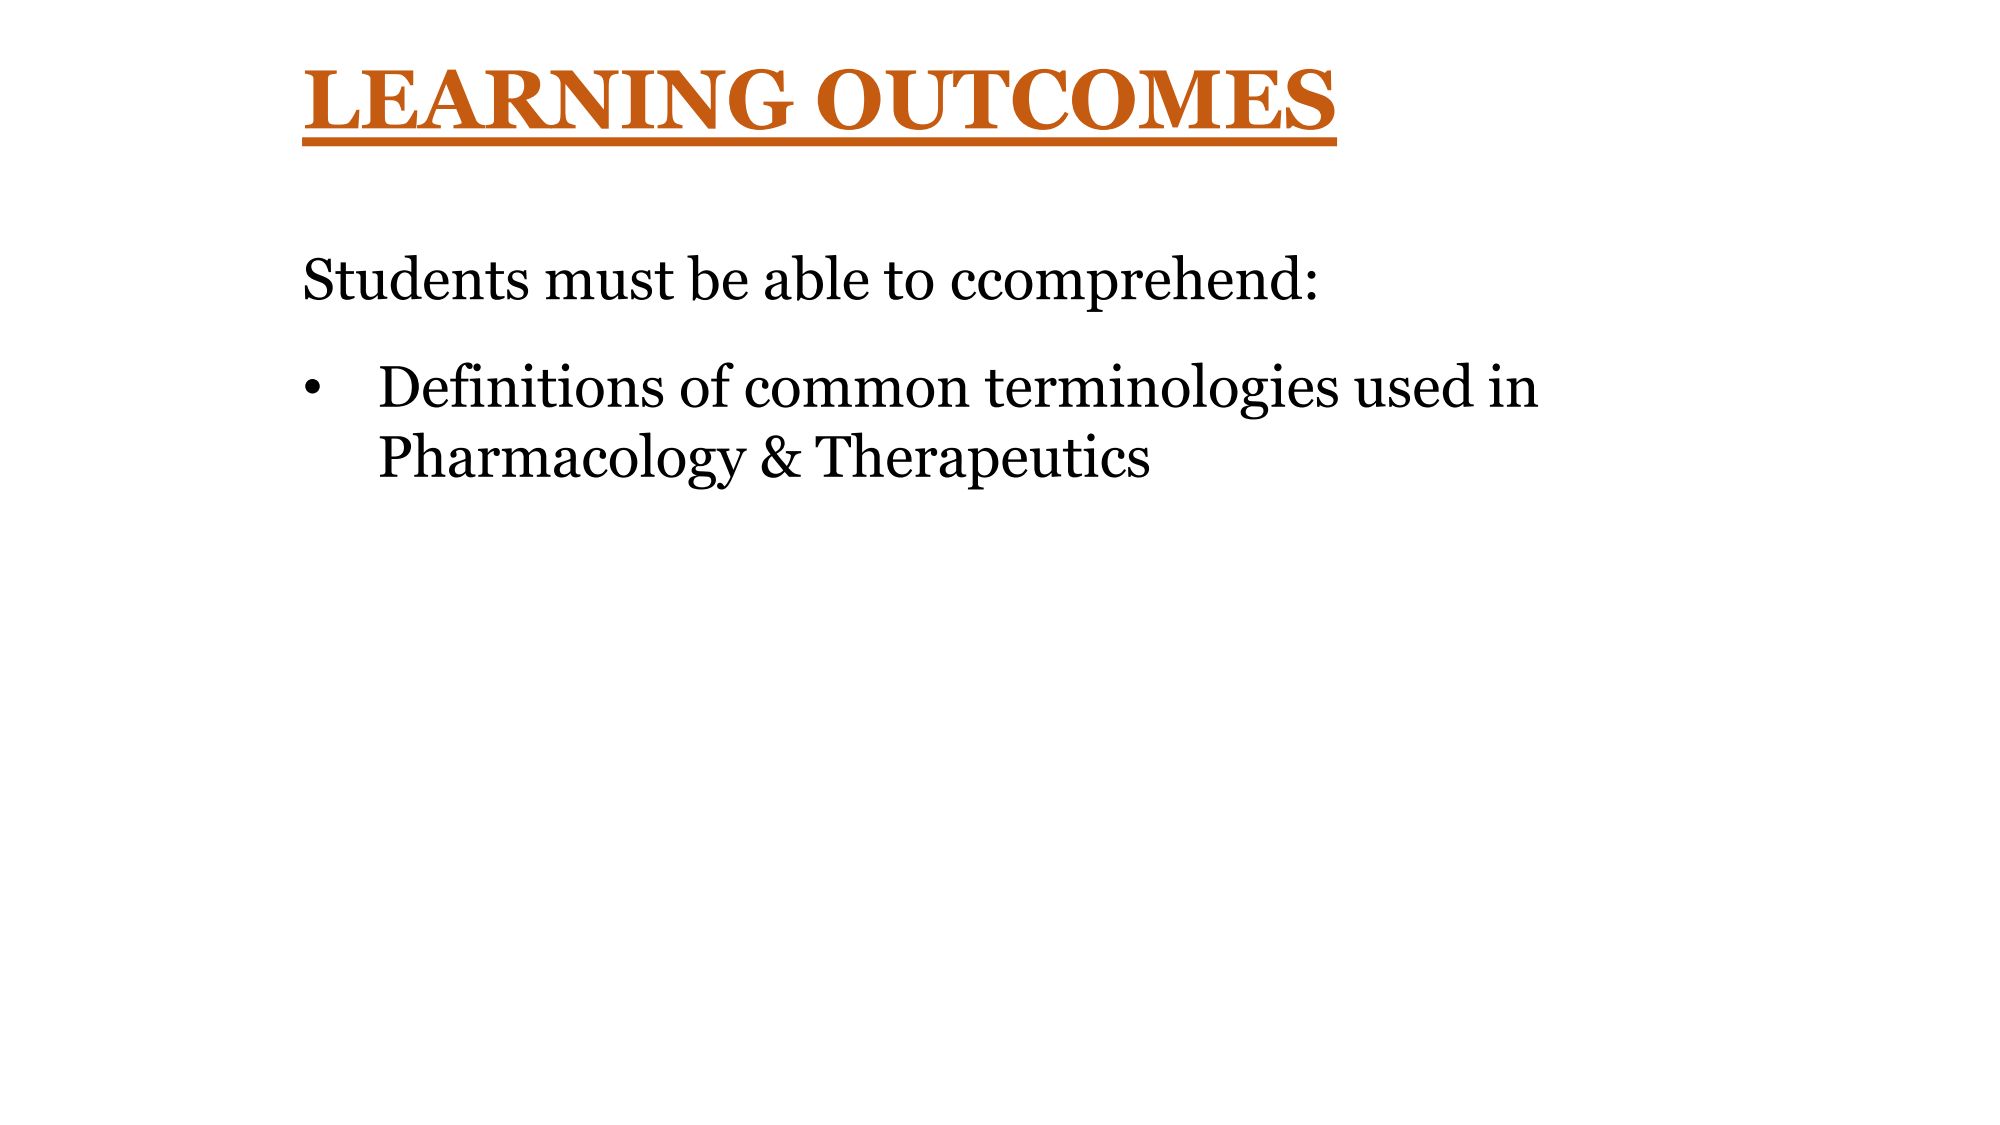 LEARNING OUTCOMES
Students must be able to ccomprehend:
• Definitions of common terminologies used in
Pharmacology & Therapeutics